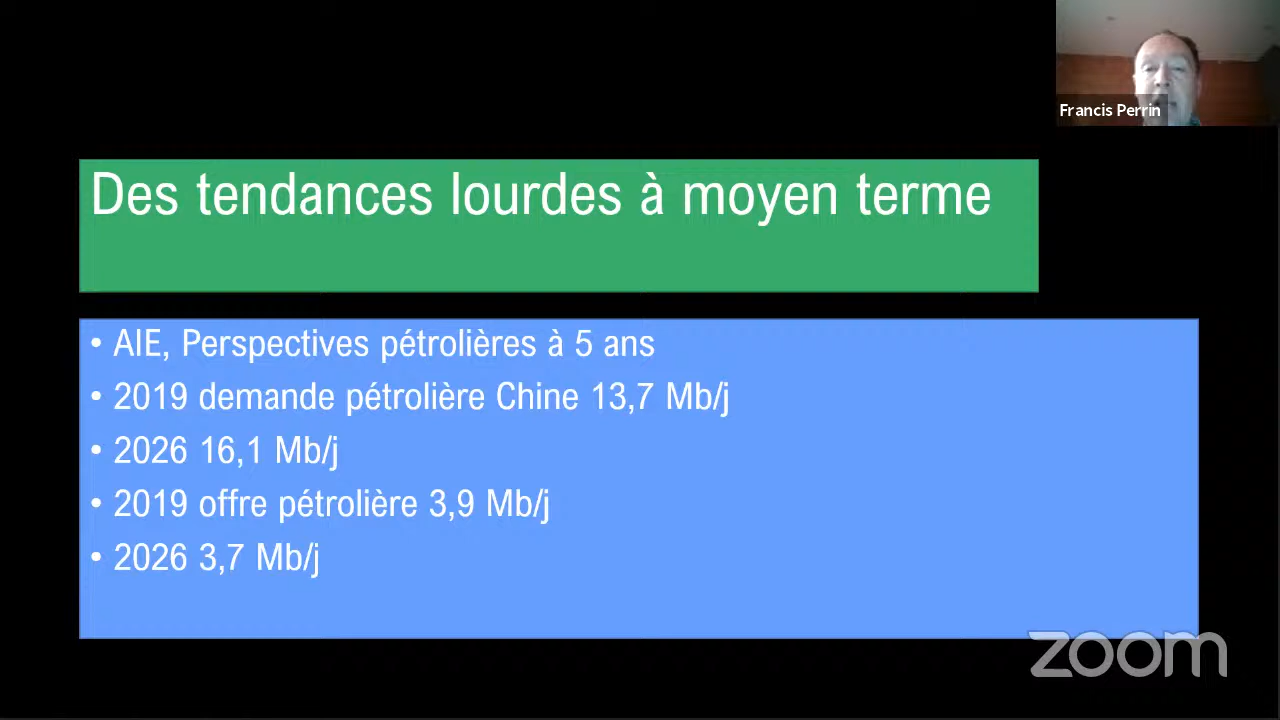 Francis Perrin
Des tendances lourdes à moyen terme
• AIE, Perspectives pétrolières à 5 ans
• 2019 demande pétrolière Chine 13,7 Mb/j
• 2026 16,1 Mb/j
• 2019 offre pétrolière 3,9 Mb/j
• 2026 3,7 Mb/j
zoom